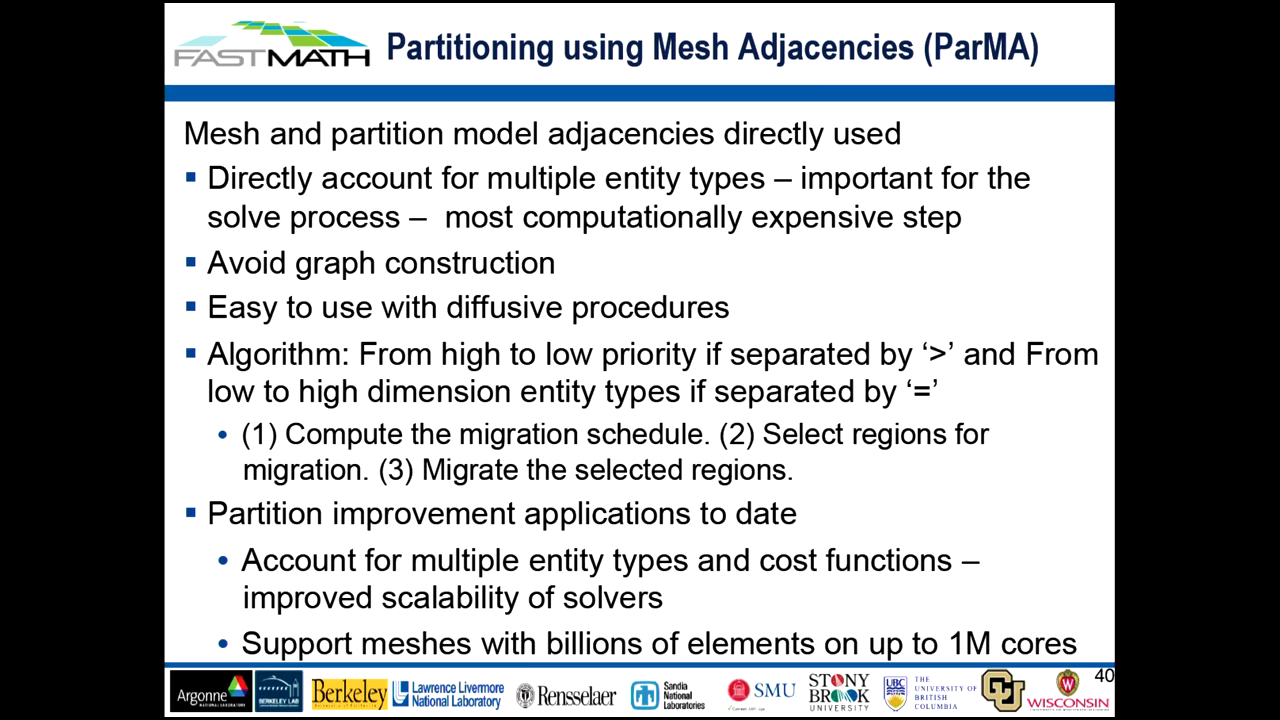 FASTMATH
Partitioning using Mesh Adjacencies (ParMA)
Mesh and partition model adjacencies directly used
Directly account for multiple entity types – important for the
solve process – most computationally expensive step
Avoid graph construction
Easy to use with diffusive procedures
Algorithm: From high to low priority if separated by ‘>’ and From
low to high dimension entity types if separated by ‘=’
(1) Compute the migration schedule. (2) Select regions for
migration. (3) Migrate the selected regions.
Partition improvement applications to date
Account for multiple entity types and cost functions –
improved scalability of solvers
Support meshes with billions of elements on up to 1M cores
40
Argonne
NATIONAL LABORATORY
BERKELEY LAB
Berkeley
Lawrence Livermore
National Laboratory
Rensselaer
Sandia
National
Laboratories
SMU
STONY
BROOK
UNIVERSITY
UBC
THE
UNIVERSITY OF
BRITISH
COLUMBIA
CU
WISCONSIN